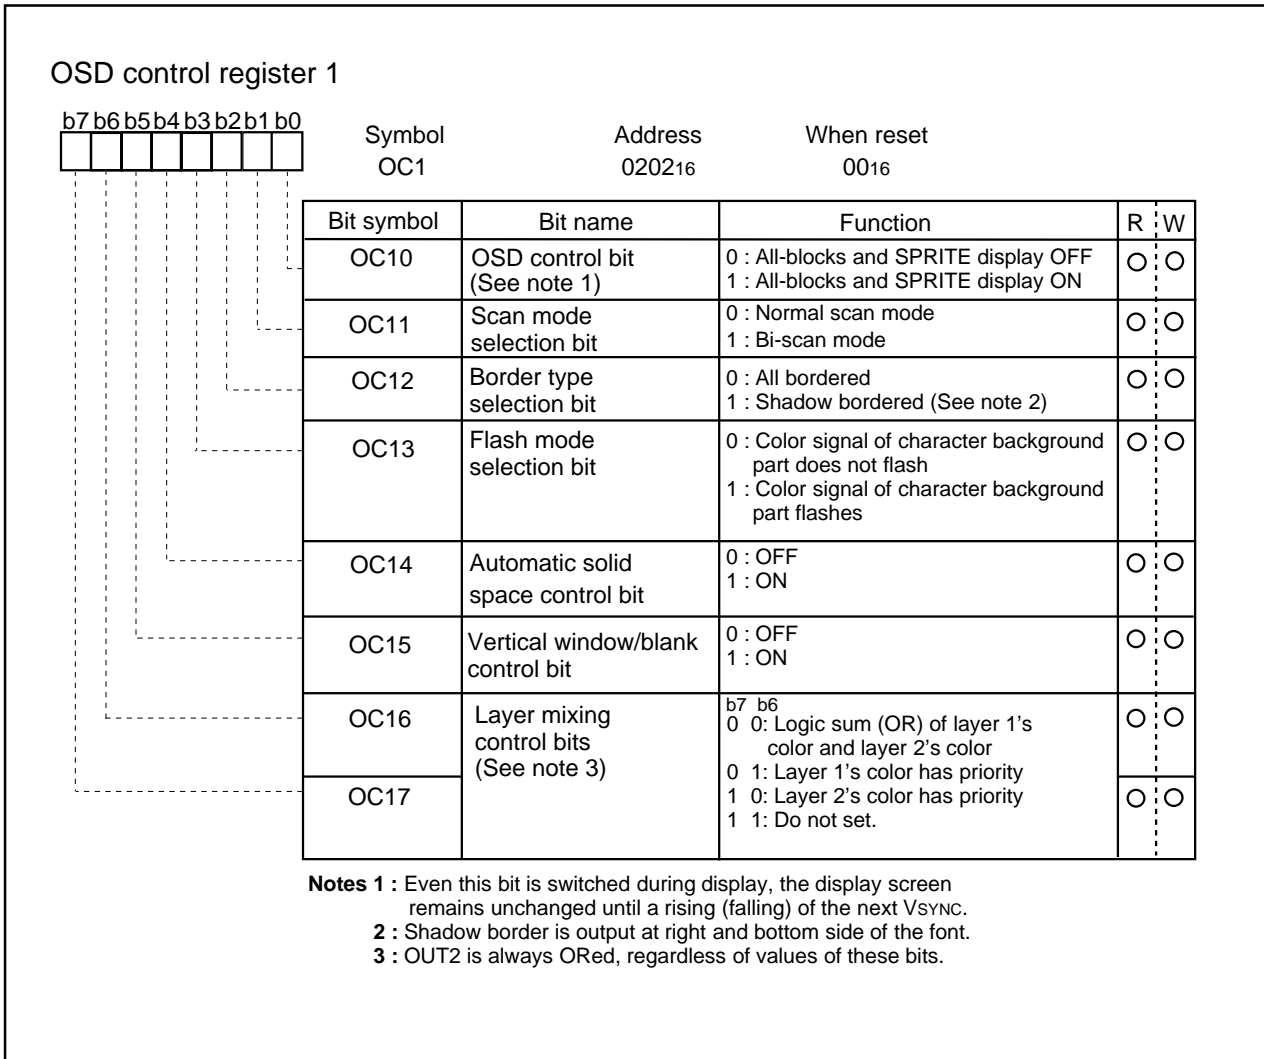 OSD control register 1
b7 b6 b5 b4 b3 b2 b1 b0
Symbol Address When reset
OC1 020216 0016
Bit symbol Bit name Function R W
OC10 OSD control bit (See note 1) 0 : All-blocks and SPRITE display OFF
1 : All-blocks and SPRITE display ON
OC11 Scan mode selection bit 0 : Normal scan mode
1 : Bi-scan mode
OC12 Border type selection bit 0 : All bordered
1 : Shadow bordered (See note 2)
OC13 Flash mode selection bit 0 : Color signal of character background
part does not flash
1 : Color signal of character background
part flashes
OC14 Automatic solid space control bit 0 : OFF
1 : ON
OC15 Vertical window/blank control bit 0 : OFF
1 : ON
OC16 Layer mixing control bits (See note 3) b7 b6
0 0: Logic sum (OR) of layer 1's
color and layer 2's color
0 1: Layer 1's color has priority
OC17 1 0: Layer 2's color has priority
1 1: Do not set.
Notes 1 : Even this bit is switched during display, the display screen
remains unchanged until a rising (falling) of the next VSYNC.
2 : Shadow border is output at right and bottom side of the font.
3 : OUT2 is always ORed, regardless of values of these bits.